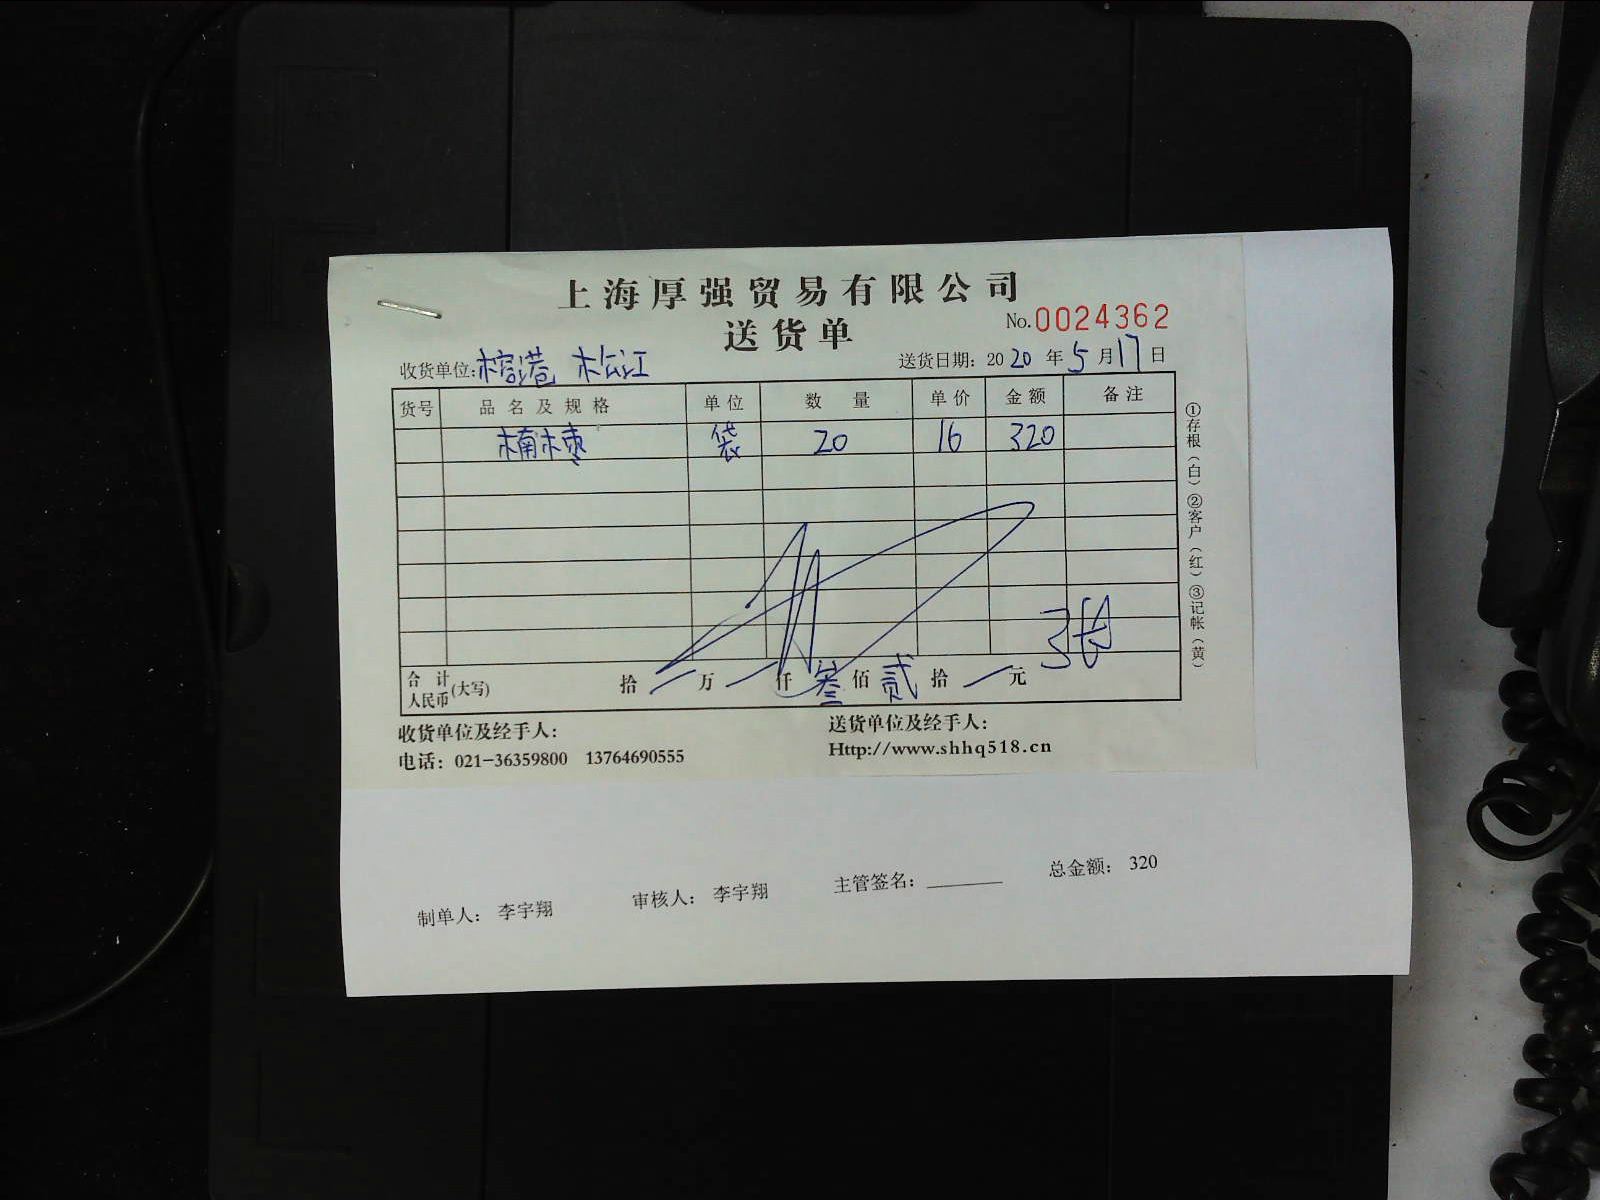 上海厚强贸易有限公司
送货单
No.0024362
收货单位:榕港 松江
送货日期: 2020年5月17日
货号 品名及规格 单位 数量 单价 金额 备注
楠枣 袋 20 16 320
①存根(白)②客户(红)③记帐(黄)
合计人民币(大写) 拾 万 仟 叁 佰 贰 拾 元
收货单位及经手人:
送货单位及经手人:
电话: 021-36359800 13764690555
Http://www.shhq518.cn
制单人: 李宇翔 审核人: 李宇翔 主管签名: 总金额: 320